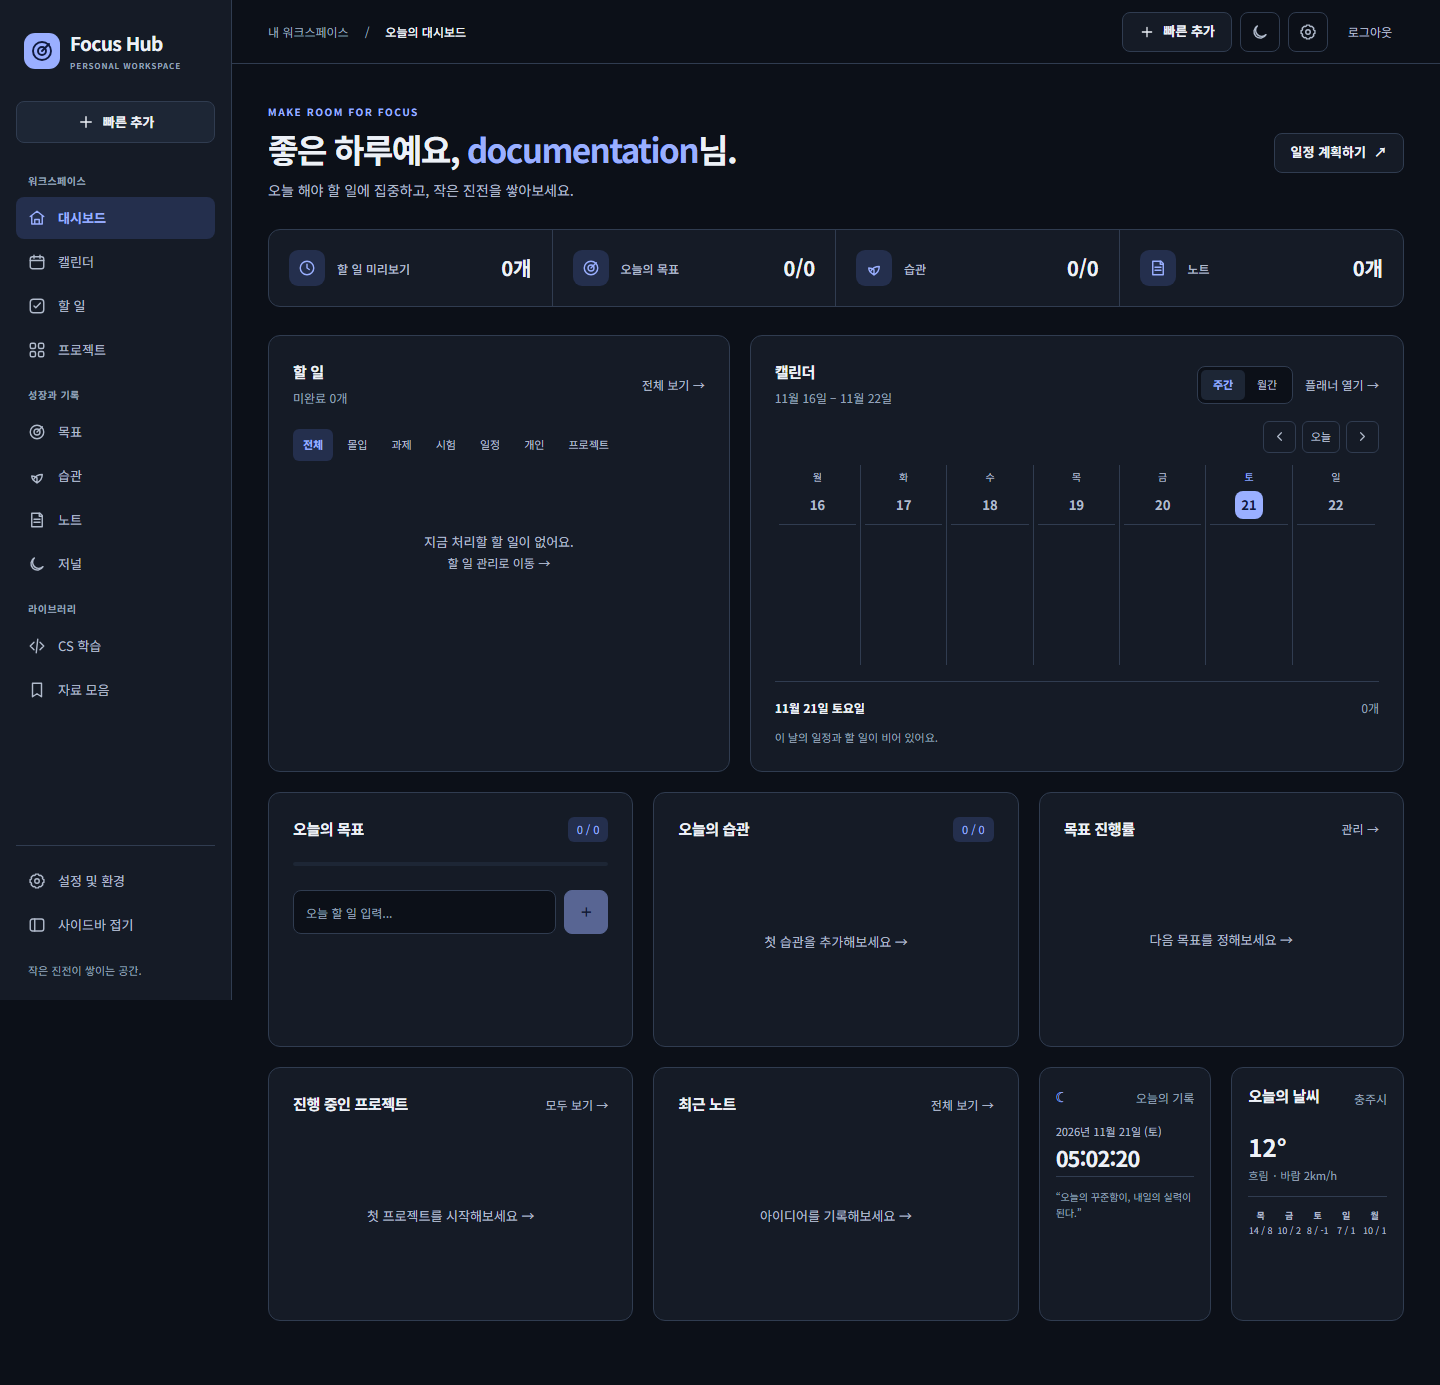 Focus Hub
PERSONAL WORKSPACE
빠른 추가
워크스페이스
대시보드
캘린더
할 일
프로젝트
성장과 기록
목표
습관
노트
저널
라이브러리
CS 학습
자료 모음
설정 및 환경
사이드바 접기
작은 진전이 쌓이는 공간.
내 워크스페이스 / 오늘의 대시보드
빠른 추가
로그아웃
MAKE ROOM FOR FOCUS
좋은 하루예요, documentation님.
오늘 해야 할 일에 집중하고, 작은 진전을 쌓아보세요.
일정 계획하기 ↗
할 일 미리보기 0개
오늘의 목표 0/0
습관 0/0
노트 0개
할 일
미완료 0개
전체 보기 →
전체 몰입 과제 시험 일정 개인 프로젝트
지금 처리할 할 일이 없어요.
할 일 관리로 이동 →
캘린더
11월 16일 – 11월 22일
주간 월간
플래너 열기 →
오늘
월 화 수 목 금 토 일
16 17 18 19 20 21 22
11월 21일 토요일
0개
이 날의 일정과 할 일이 비어 있어요.
오늘의 목표
0 / 0
오늘 할 일 입력...
+
오늘의 습관
0 / 0
첫 습관을 추가해보세요 →
목표 진행률
관리 →
다음 목표를 정해보세요 →
진행 중인 프로젝트
모두 보기 →
첫 프로젝트를 시작해보세요 →
최근 노트
전체 보기 →
아이디어를 기록해보세요 →
☾ 오늘의 기록
2026년 11월 21일 (토)
05:02:20
“오늘의 꾸준함이, 내일의 실력이
된다.”
오늘의 날씨
충주시
12°
흐림 · 바람 2km/h
목 금 토 일 월
14 / 8 10 / 2 8 / -1 7 / 1 10 / 1